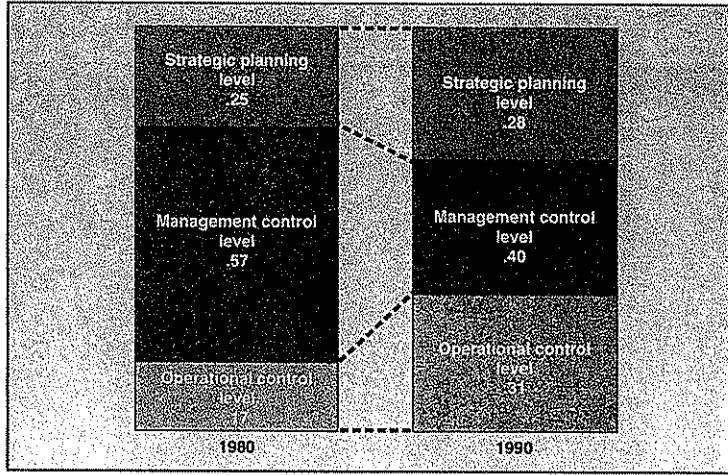 Strategic planning
level
.25
Management control
level
.57
Operational control
level
1980
Strategic planning
level
.28
Management control
level
.40
Operational control
level
.31
1990